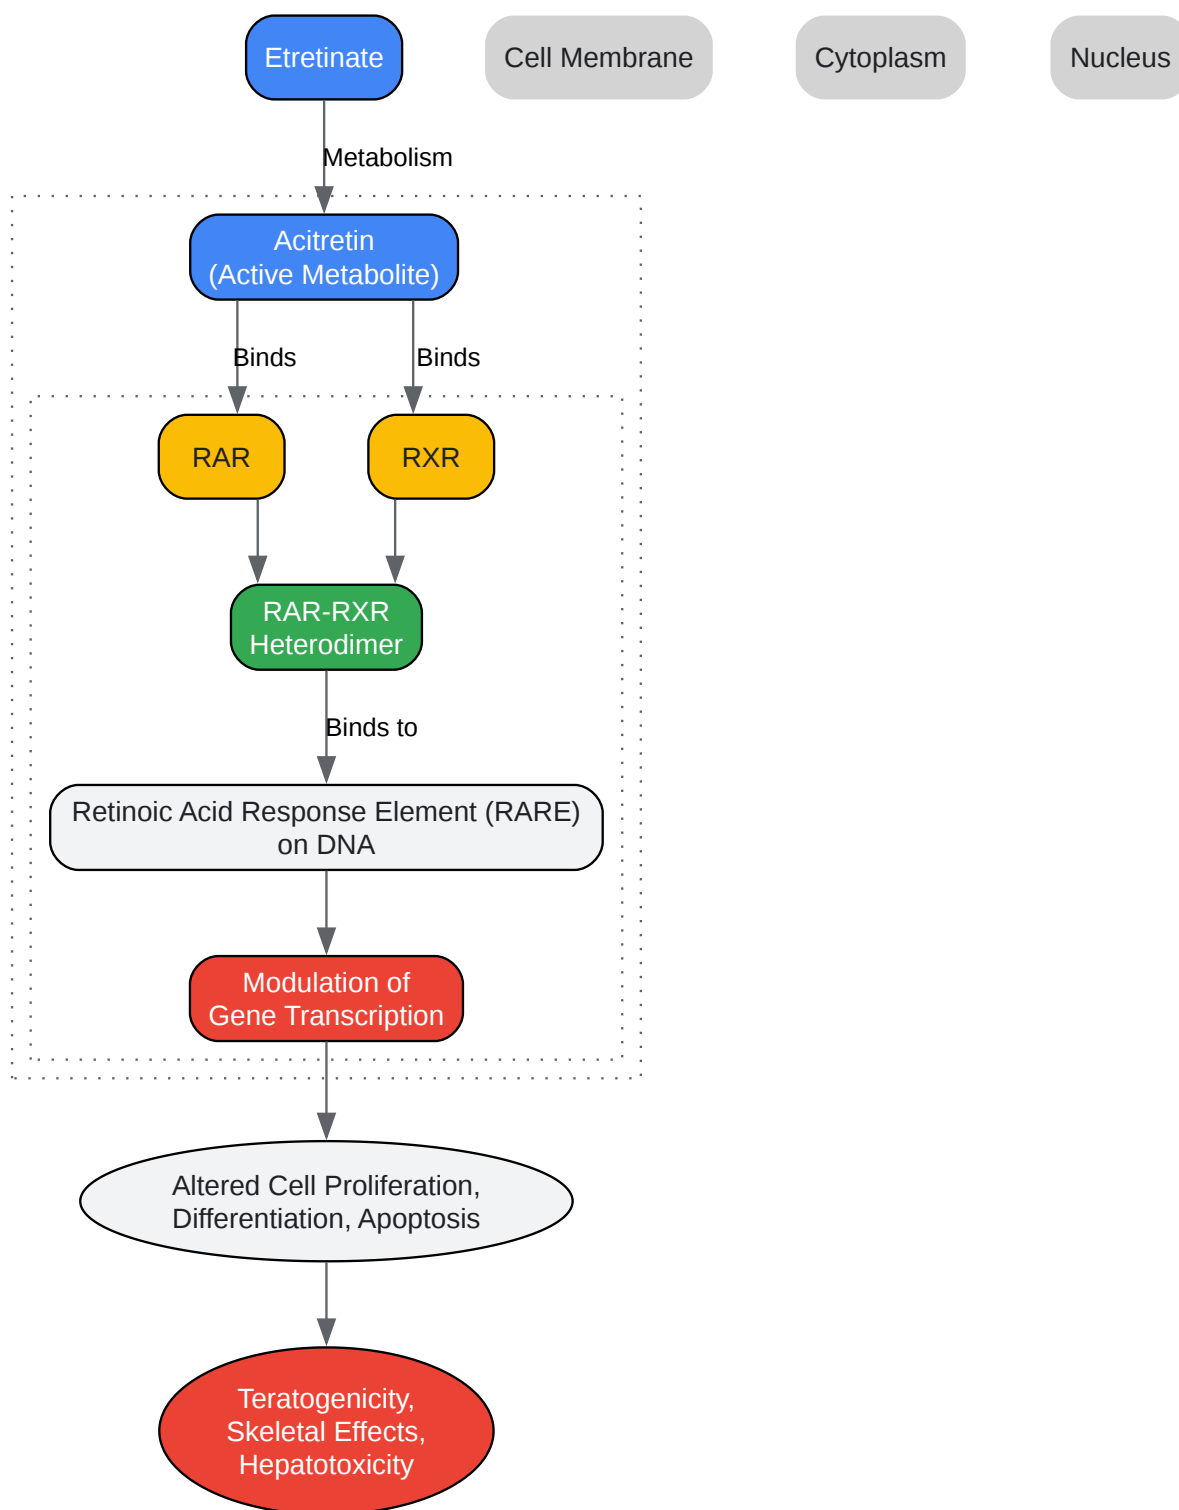 Etretinate
Cell Membrane
Cytoplasm
Nucleus
Metabolism
Acitretin
(Active Metabolite)
Binds
Binds
RAR
RXR
RAR-RXR
Heterodimer
Binds to
Retinoic Acid Response Element (RARE)
on DNA
Modulation of
Gene Transcription
Altered Cell Proliferation,
Differentiation, Apoptosis
Teratogenicity,
Skeletal Effects,
Hepatotoxicity